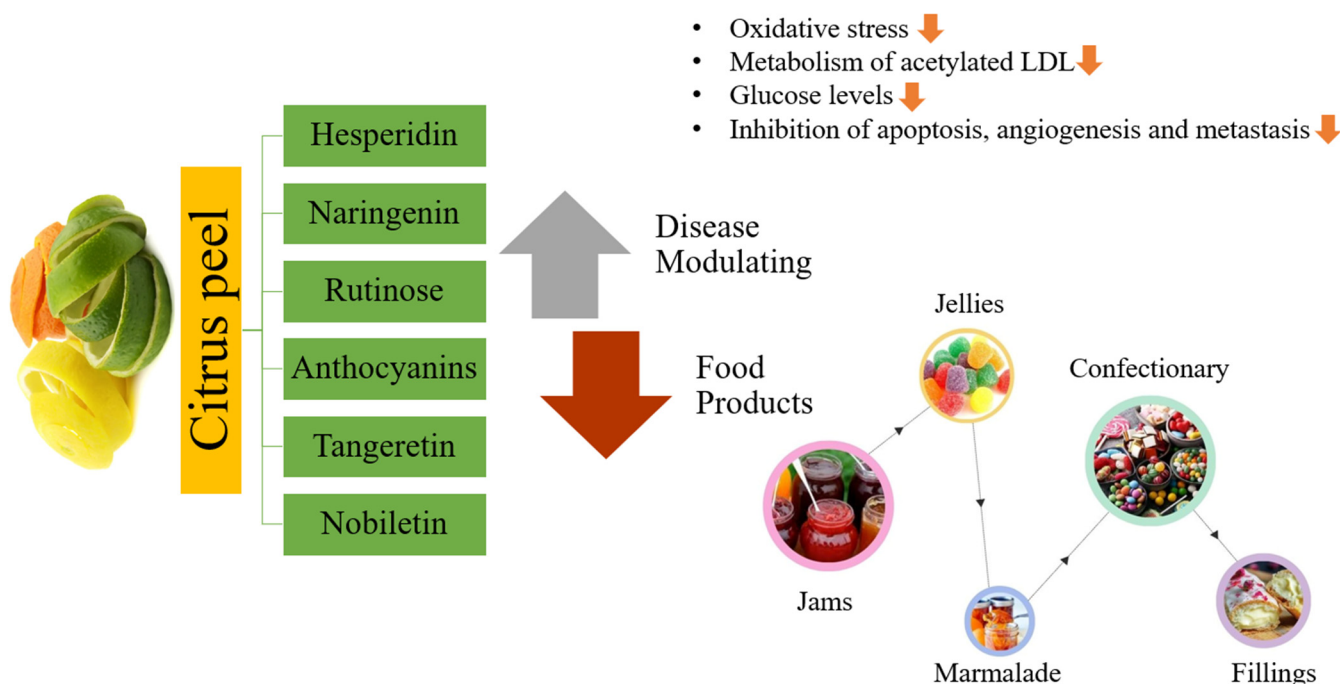 • Oxidative stress
• Metabolism of acetylated LDL
• Glucose levels
• Inhibition of apoptosis, angiogenesis and metastasis
Citrus peel
Hesperidin
Naringenin
Rutinose
Anthocyanins
Tangeretin
Nobiletin
Disease
Modulating
Food
Products
Jellies
Confectionary
Jams
Marmalade
Fillings